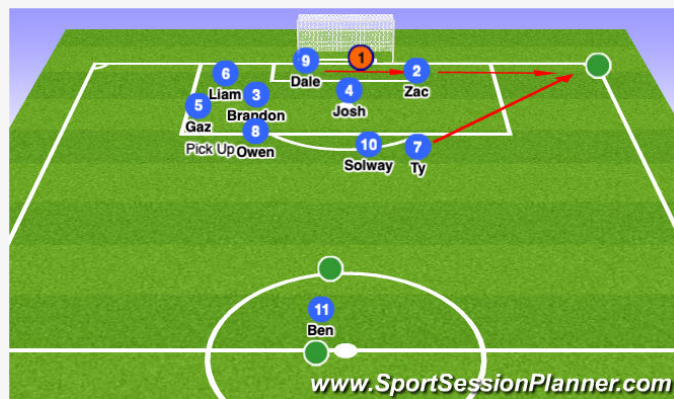 1
9
Dale
2
Zac
6
Liam
3
Brandon
4
Josh
5
Gaz
8
Owen
Pick Up
10
Solway
7
Ty
11
Ben
www.SportSessionPlanner.com